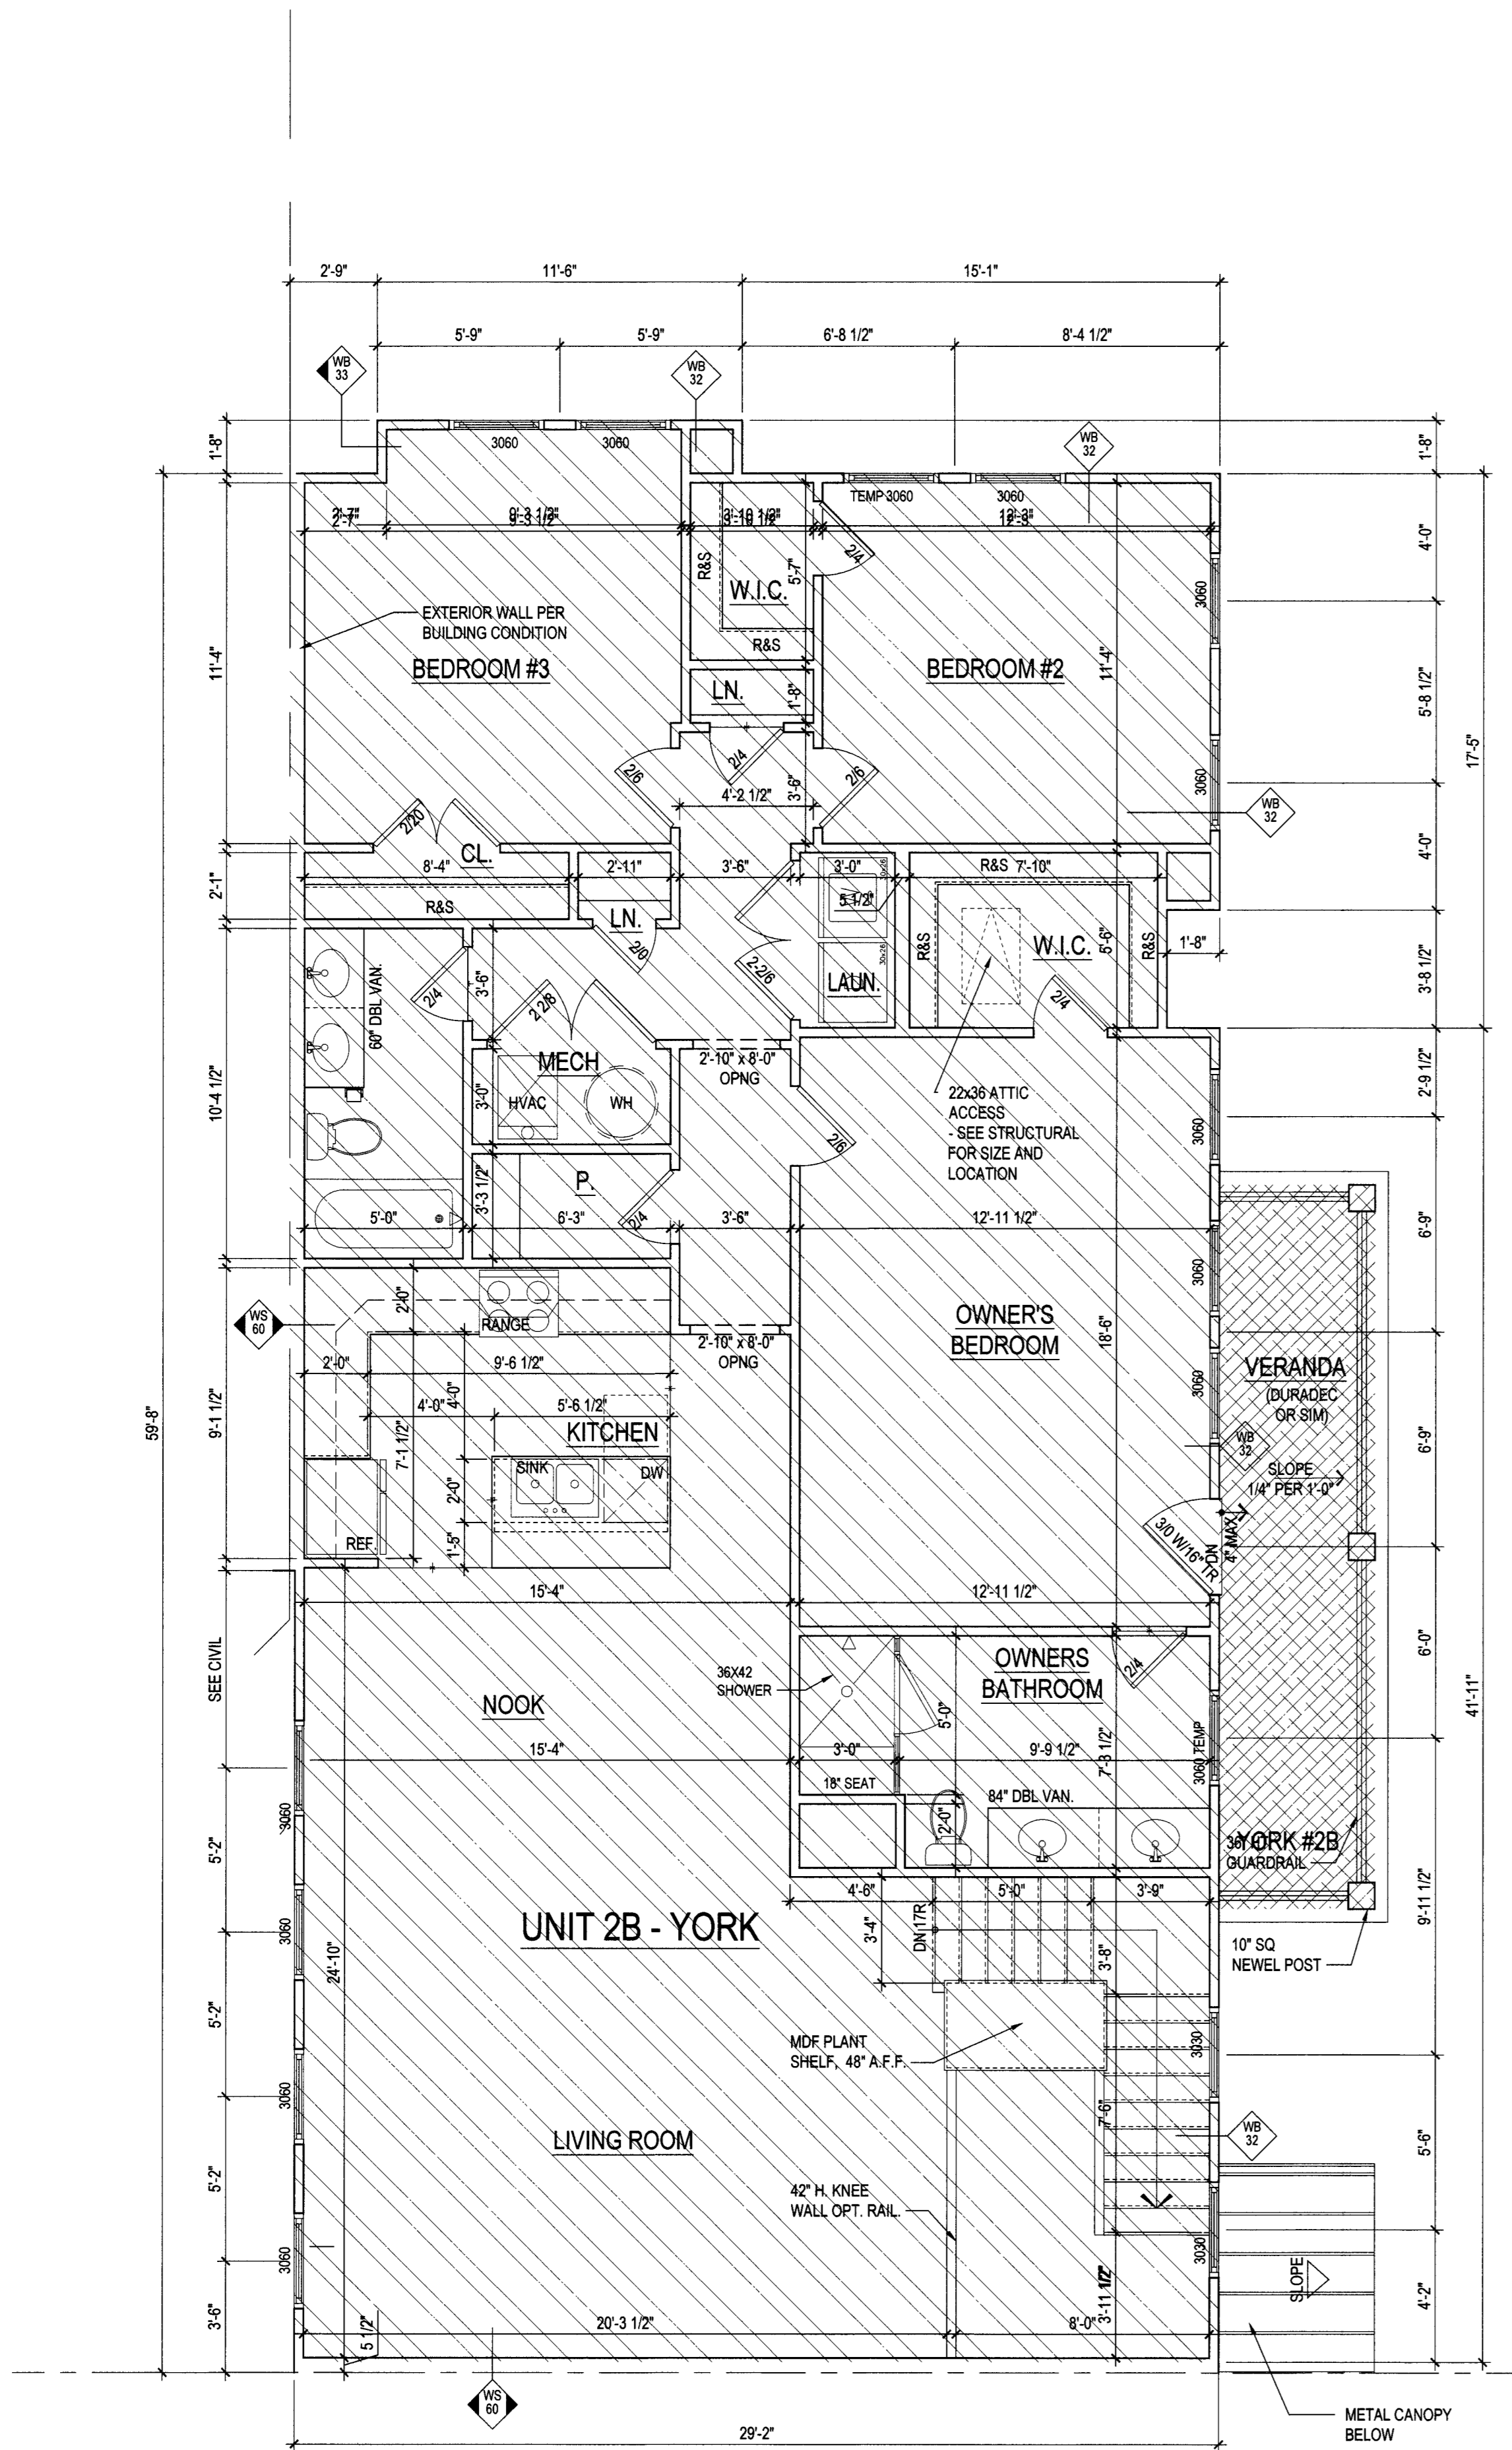 2'-9"
11'-6"
15'-1"
5'-9"
5'-9"
6'-8 1/2"
8'-4 1/2"
WB
33
WB
32
WB
32
1'-8"
1'-8"
3060
3060
TEMP 3060
3060
2'-7"
9'-3 1/2"
3'-10 1/2"
12'-3"
4'-0"
2/4
R&S
5'-7"
W.I.C.
R&S
3060
EXTERIOR WALL PER
BUILDING CONDITION
11'-4"
BEDROOM #3
BEDROOM #2
11'-4"
LN.
1'-8"
5'-8 1/2"
17'-5"
2/4
2/6
2/6
4'-2 1/2"
3'-6"
3060
WB
32
2/20
CL.
8'-4"
2'-11"
3'-6"
3'-0"
R&S 7'-10"
4'-0"
2'-1"
R&S
30x26
5 1/2"
LN.
2/0
60" DBL VAN.
2/4
3'-6"
2-2/6
LAUN.
30x26
R&S
W.I.C.
5'-6"
R&S
1'-8"
3'-8 1/2"
2 2/8
2/4
MECH
2'-10" x 8'-0"
OPNG
3'-0"
HVAC
WH
10'-4 1/2"
22x36 ATTIC
ACCESS
- SEE STRUCTURAL
FOR SIZE AND
LOCATION
2'-9 1/2"
3060
2/6
P.
3'-3 1/2"
5'-0"
6'-3"
2/4
3'-6"
12'-11 1/2"
6'-9"
3060
WS
60
2'-0"
RANGE
OWNER'S
BEDROOM
18'-6"
2'-10" x 8'-0"
OPNG
2'-0"
9'-6 1/2"
VERANDA
(DURADEC
OR SIM)
3060
4'-0"
4'-0"
5'-6 1/2"
KITCHEN
59'-8"
9'-1 1/2"
7'-1 1/2"
WB
32
6'-9"
SINK
DW
2'-0"
SLOPE
1/4" PER 1'-0"
REF.
1'-5"
3/0 W/16" TR
DN
4" MAX.
15'-4"
12'-11 1/2"
SEE CIVIL
36X42
SHOWER
OWNERS
BATHROOM
2/4
6'-0"
41'-11"
NOOK
5'-0"
15'-4"
3'-0"
9'-9 1/2"
7'-3 1/2"
3060 TEMP
18" SEAT
84" DBL VAN.
3060
2'-0"
5'-2"
YORK #2B
GUARDRAIL
4'-6"
5'-0"
3'-9"
9'-11 1/2"
UNIT 2B - YORK
3'-4"
DN 17R
3060
24'-10"
3'-8"
10" SQ
NEWEL POST
5'-2"
MDF PLANT
SHELF, 48" A.F.F.
3030
3060
7'-6"
LIVING ROOM
WB
32
5'-6"
5'-2"
42" H. KNEE
WALL OPT. RAIL.
3060
3030
SLOPE
3'-11 1/2"
4'-2"
3'-6"
5 1/2"
20'-3 1/2"
8'-0"
WS
60
29'-2"
METAL CANOPY
BELOW